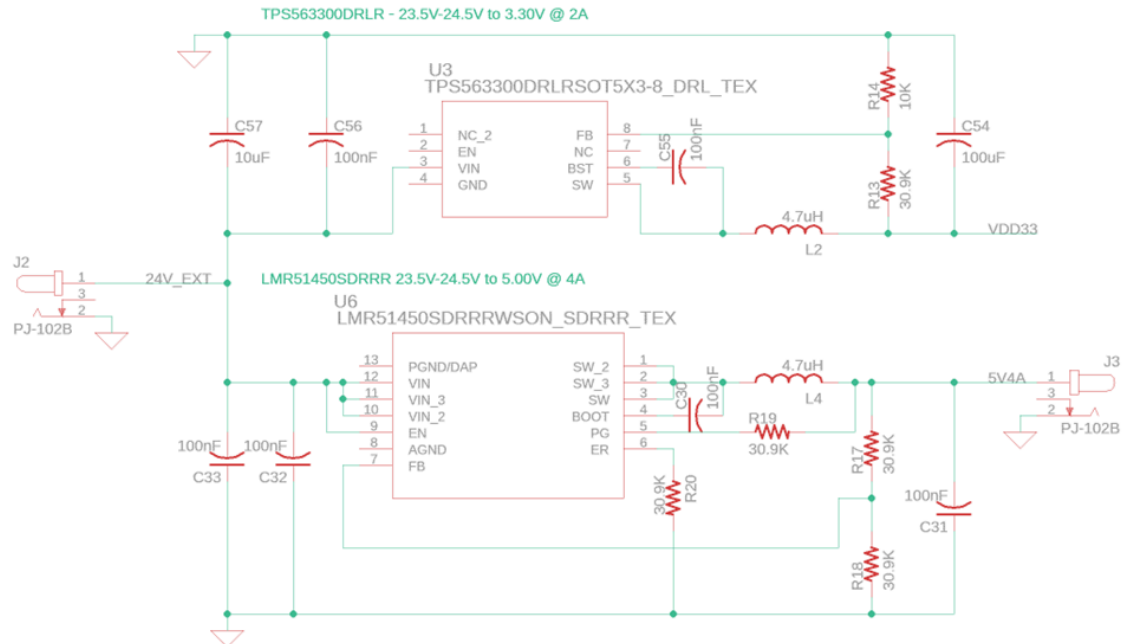 TPS563300DRLR - 23.5V-24.5V to 3.30V @ 2A
U3
TPS563300DRLRSOT5X3-8_DRL_TEX
C57
10uF
C56
100nF
1 NC_2
2 EN
3 VIN
4 GND
FB 8
NC 7
BST 6
SW 5
C55
100nF
R14
10K
R13
30.9K
C54
100uF
4.7uH
L2
VDD33
J2
1
3
2
PJ-102B
24V_EXT
LMR51450SDRRR 23.5V-24.5V to 5.00V @ 4A
U6
LMR51450SDRRRWSON_SDRRR_TEX
13 PGND/DAP
12 VIN
11 VIN_3
10 VIN_2
9 EN
8 AGND
7 FB
SW_2 1
SW_3 2
SW 3
BOOT 4
PG 5
ER 6
C30
100nF
4.7uH
L4
R19
30.9K
5V4A
J3
1
3
2
PJ-102B
100nF
C33
100nF
C32
30.9K
R20
R17
30.9K
R18
30.9K
100nF
C31